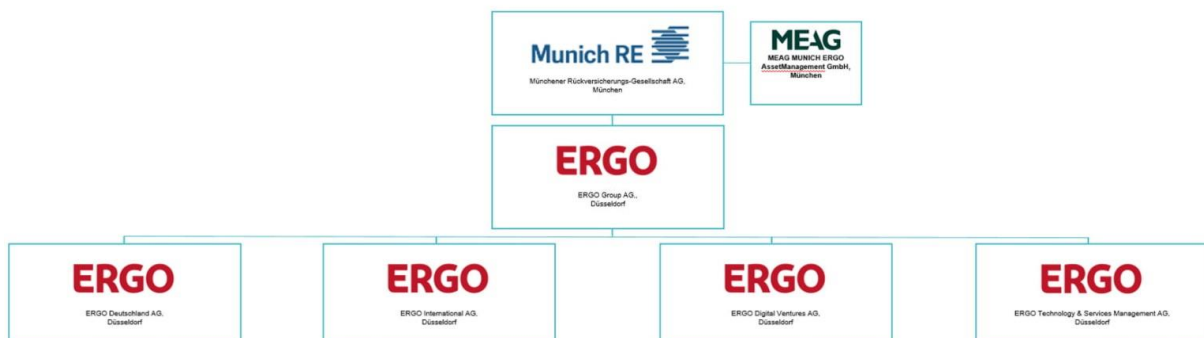 Munich RE
Münchener Rückversicherungs-Gesellschaft AG,
München
MEAG
MEAG MUNICH ERGO
AssetManagement GmbH,
München
ERGO
ERGO Group AG.,
Düsseldorf
ERGO
ERGO Deutschland AG,
Düsseldorf
ERGO
ERGO International AG,
Düsseldorf
ERGO
ERGO Digital Ventures AG,
Düsseldorf
ERGO
ERGO Technology & Services Management AG,
Düsseldorf